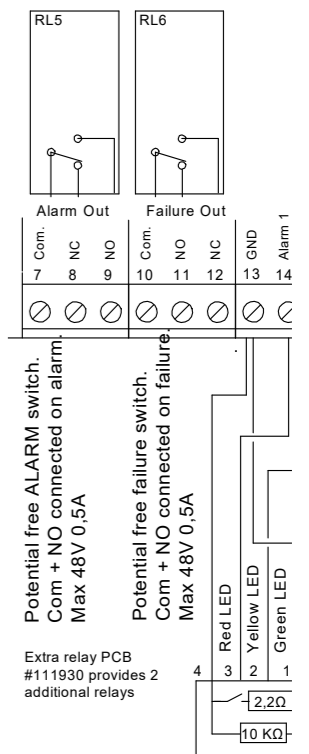 RL5 RL6
Alarm Out Failure Out
Com. NC NO Com. NO NC GND Alarm 1
7 8 9 10 11 12 13 14
Potential free ALARM switch.
Com + NO connected on alarm.
Max 48V 0,5A
Potential free failure switch.
Com + NO connected on failure.
Max 48V 0,5A
Red LED
Yellow LED
Green LED
Extra relay PCB
#111930 provides 2
additional relays
4 3 2 1
2,2Ω
10 KΩ